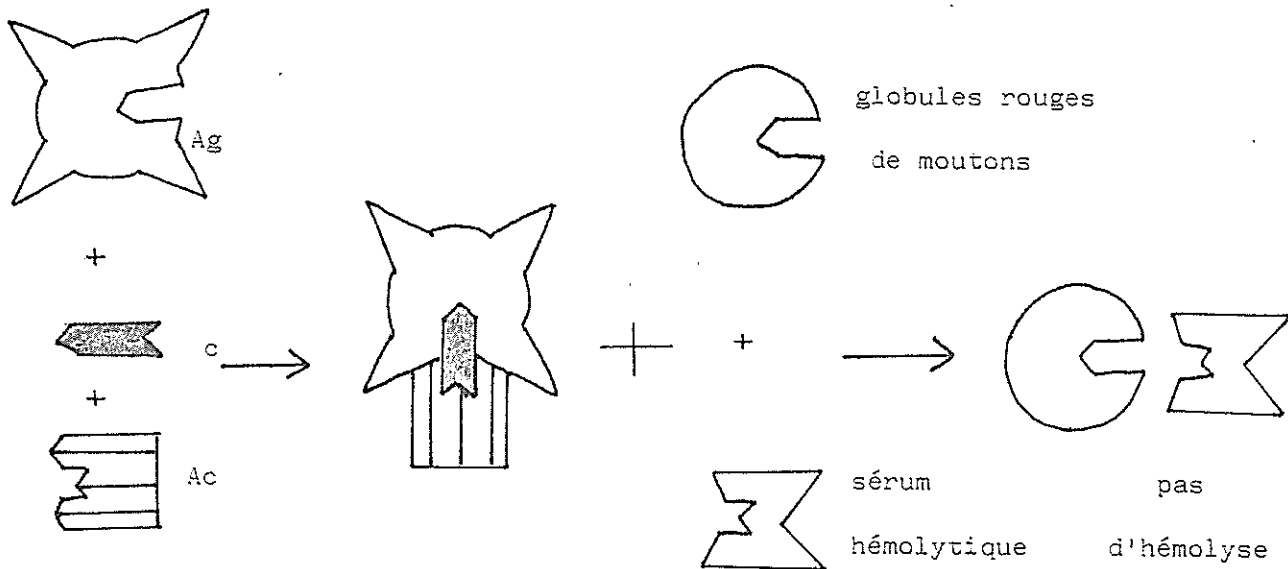 Ag
globules rouges
de moutons
+
c
+
+
+
Ac
sérum
hémolytique
pas
d'hémolyse